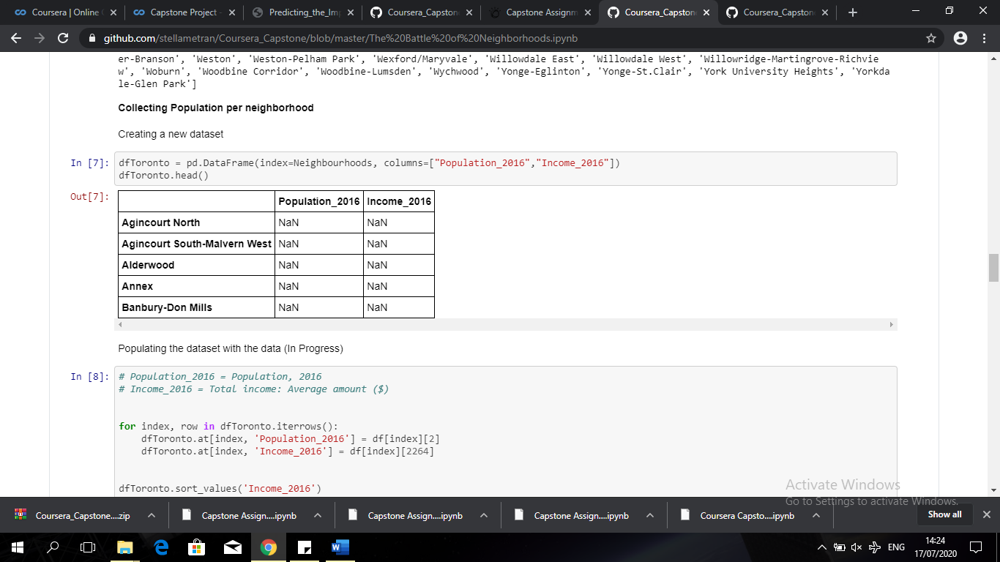 Coursera | Online
Capstone Project -
Predicting_the_Im
Coursera_Capston
Capstone Assignm
Coursera_Capston
Coursera_Capston
github.com/stellametran/Coursera_Capstone/blob/master/The%20Battle%20of%20Neighborhoods.ipynb
er-Branson', 'Weston', 'Weston-Pelham Park', 'Wexford/Maryvale', 'Willowdale East', 'Willowdale West', 'Willowridge-Martingrove-Richvie
w', 'Woburn', 'Woodbine Corridor', 'Woodbine-Lumsden', 'Wychwood', 'Yonge-Eglinton', 'Yonge-St.Clair', 'York University Heights', 'Yorkda
le-Glen Park']
Collecting Population per neighborhood
Creating a new dataset
In [7]: dfToronto = pd.DataFrame(index=Neighbourhoods, columns=["Population_2016","Income_2016"])
dfToronto.head()
Out[7]:
Population_2016 Income_2016
Agincourt North NaN NaN
Agincourt South-Malvern West NaN NaN
Alderwood NaN NaN
Annex NaN NaN
Banbury-Don Mills NaN NaN
Populating the dataset with the data (In Progress)
In [8]: # Population_2016 = Population, 2016
# Income_2016 = Total income: Average amount ($)
for index, row in dfToronto.iterrows():
dfToronto.at[index, 'Population_2016'] = df[index][2]
dfToronto.at[index, 'Income_2016'] = df[index][2264]
dfToronto.sort_values('Income_2016')
Activate Windows
Go to Settings to activate Windows.
Coursera_Capstone....zip
Capstone Assign....ipynb
Capstone Assign....ipynb
Capstone Assign....ipynb
Coursera Capsto....ipynb
Show all
ENG
14:24
17/07/2020